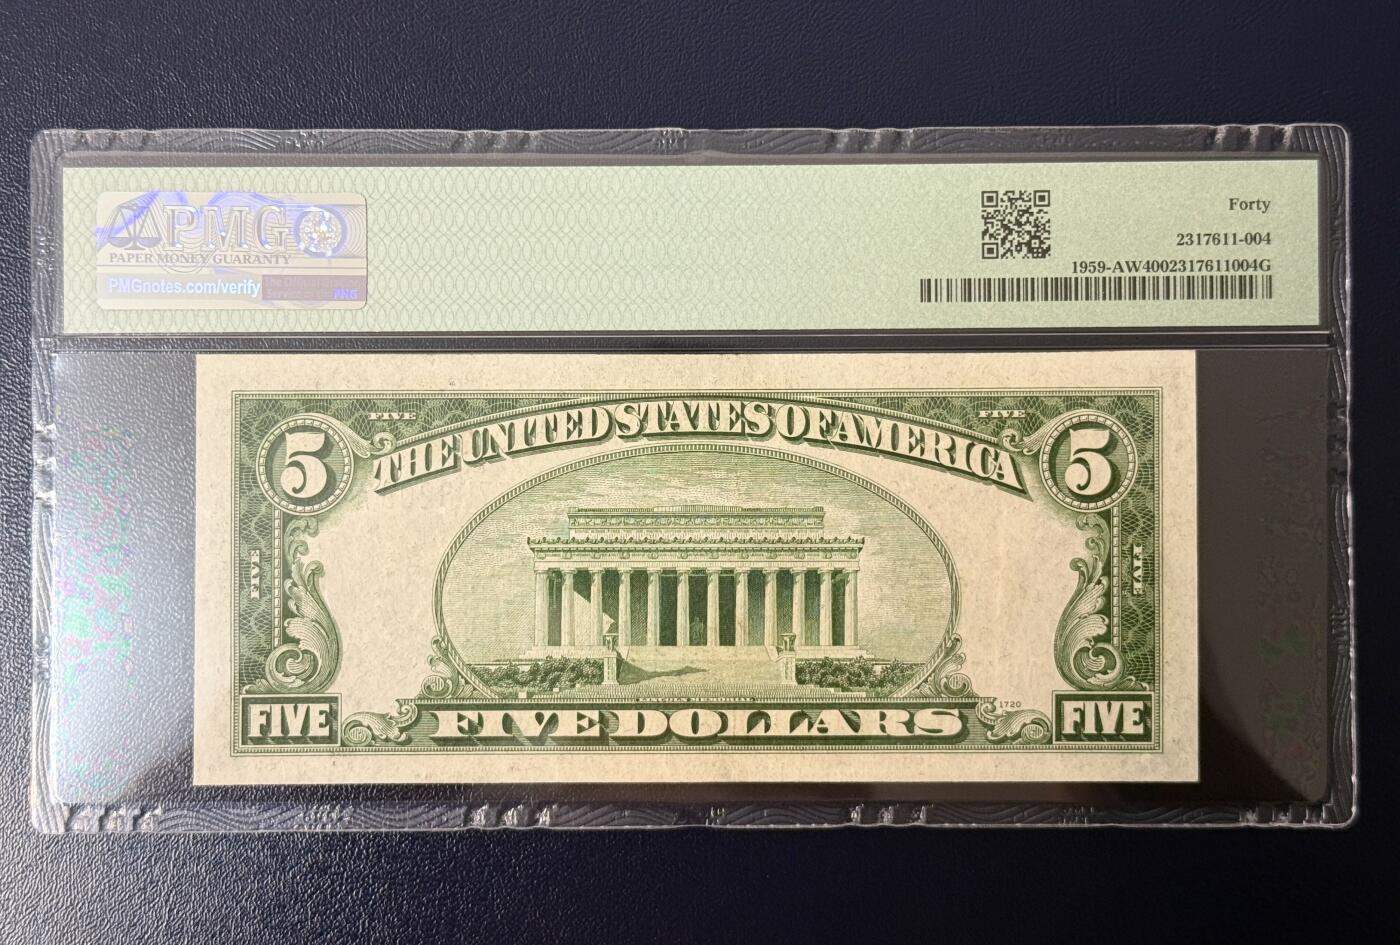 PMG
PAPER MONEY GUARANTY
PMGnotes.com/verify
PNG
Forty
2317611-004
1959-AW4002317611004G
FIVE
FIVE
5
THE UNITED STATES OF AMERICA
5
FIVE
FIVE
1720
FIVE
FIVE DOLLARS
FIVE